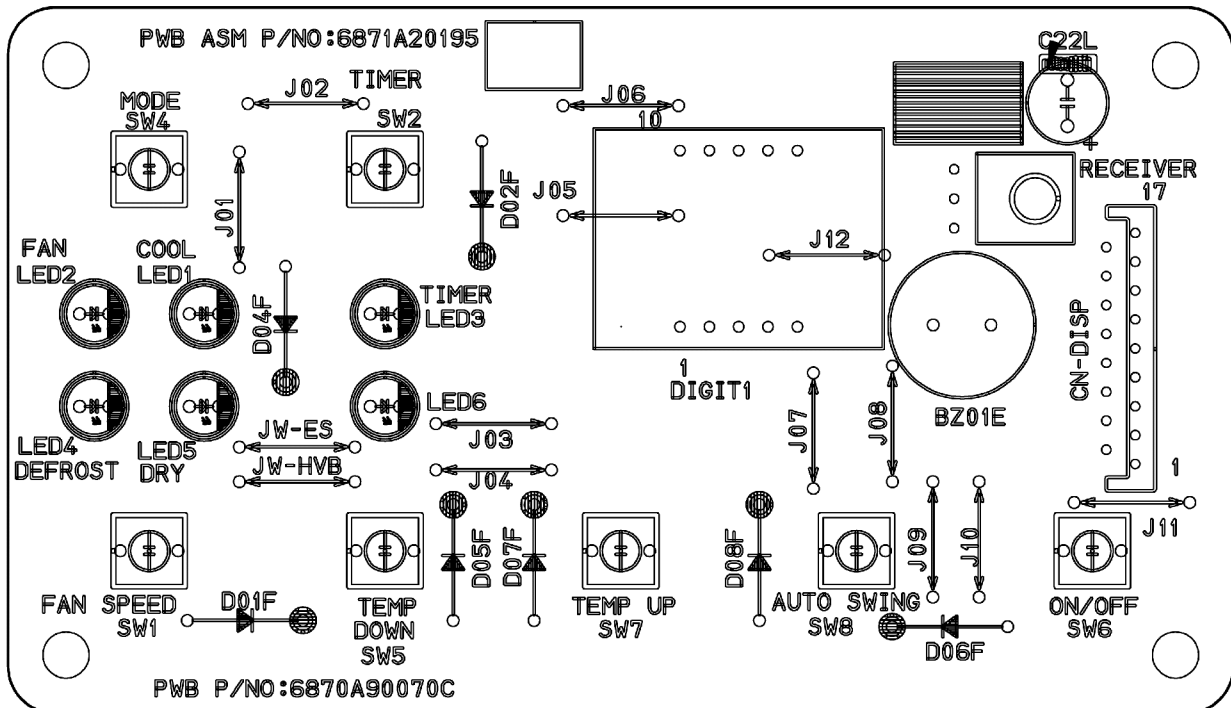 PWB ASM P/NO:6871A20195
C22L
TIMER
J02
J06
MODE
SW4
SW2
10
+
RECEIVER
17
J01
D02F
J05
J12
FAN
LED2
COOL
LED1
TIMER
LED3
D04F
CN-DISP
1
DIGIT1
BZ01E
LED6
J07
J08
LED4
DEFROST
LED5
DRY
JW-ES
JW-HVB
J03
J04
1
J11
D05F
D07F
D08F
J09
J10
FAN SPEED
SW1
D01F
TEMP
DOWN
SW5
TEMP UP
SW7
AUTO SWING
SW8
D06F
ON/OFF
SW6
PWB P/NO:6870A90070C